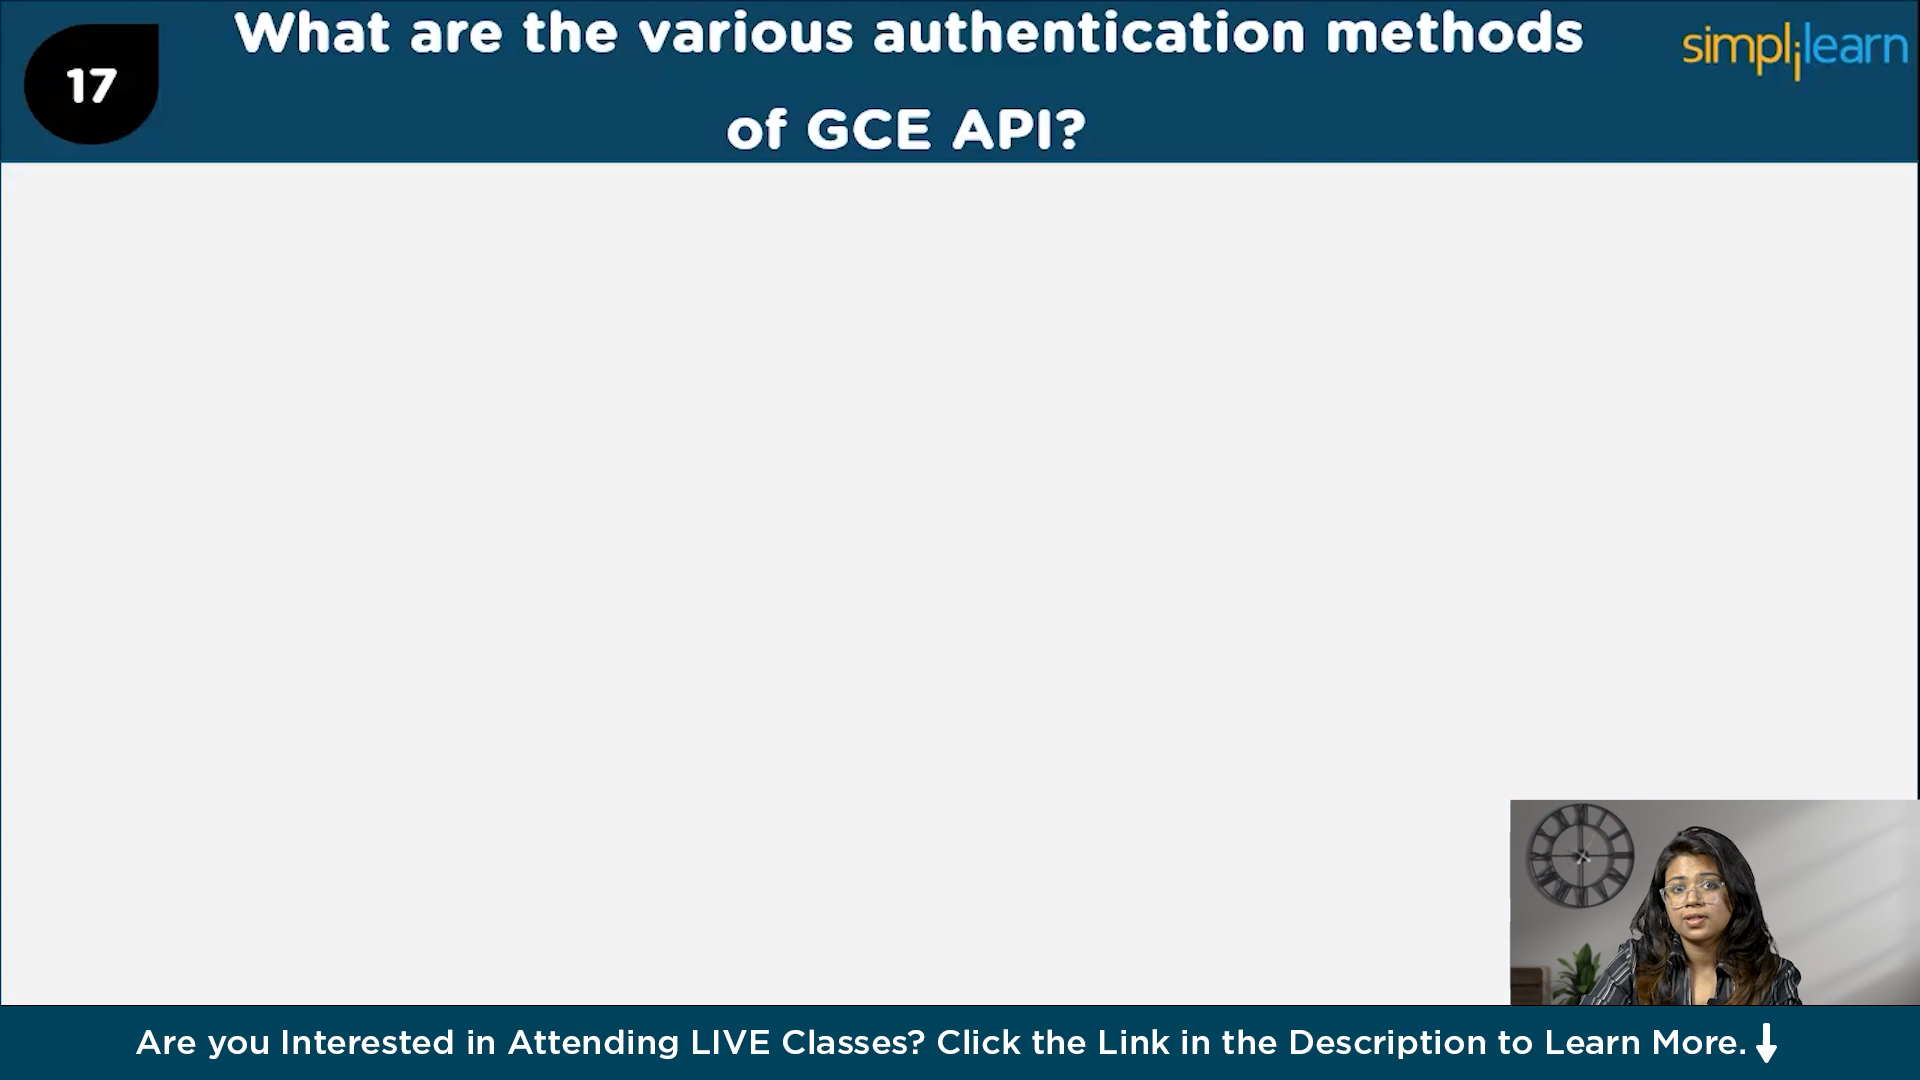 17
What are the various authentication methods
of GCE API?
simplilearn
Are you Interested in Attending LIVE Classes? Click the Link in the Description to Learn More.